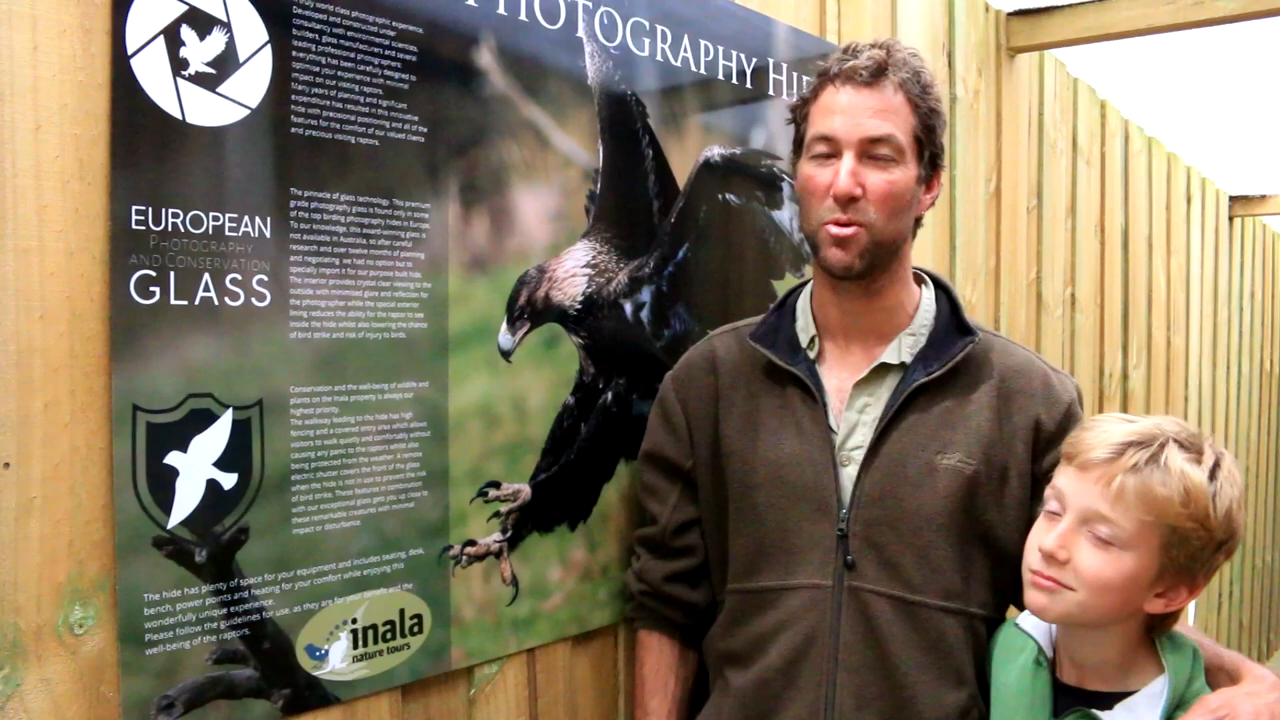 PHOTOGRAPHY HI
truly world class photographic experience.
Developed and constructed under
consultancy with environmental scientists,
builders, glass manufacturers and several
leading professional photographers;
everything has been carefully designed to
optimise your experience with minimal
impact on our visiting raptors.
Many years of planning and significant
expenditure has resulted in this innovative
hide with precisional positioning and all of the
features for the comfort of our valued clients
and precious visiting raptors.
EUROPEAN
PHOTOGRAPHY
AND CONSERVATION
GLASS
The pinnacle of glass technology. This premium
grade photography glass is found only in some
of the top birding photography hides in Europe.
To our knowledge, this award-winning glass is
not available in Australia, so after careful
research and over twelve months of planning
and negotiating we had no option but to
specially import it for our purpose built hide.
The interior provides crystal clear viewing to the
outside with minimised glare and reflection for
the photographer while the special exterior
lining reduces the ability for the raptor to see
inside the hide whilst also lowering the chance
of bird strike and risk of injury to birds.
Conservation and the well-being of wildlife and
plants on the Inala property is always our
highest priority.
The walkway leading to the hide has high
fencing and a covered entry area which allows
visitors to walk quietly and comfortably without
causing any panic to the raptors whilst also
being protected from the weather. A remote
electric shutter covers the front of the glass
when the hide is not in use to prevent the risk
of bird strike. These features in combination
with our exceptional glass gets you up close to
these remarkable creatures with minimal
impact or disturbance.
The hide has plenty of space for your equipment and includes seating, desk,
bench, power points and heating for your comfort while enjoying this
wonderfully unique experience.
Please follow the guidelines for use, as they are for your benefit and the
well-being of the raptors.
inala
nature tours